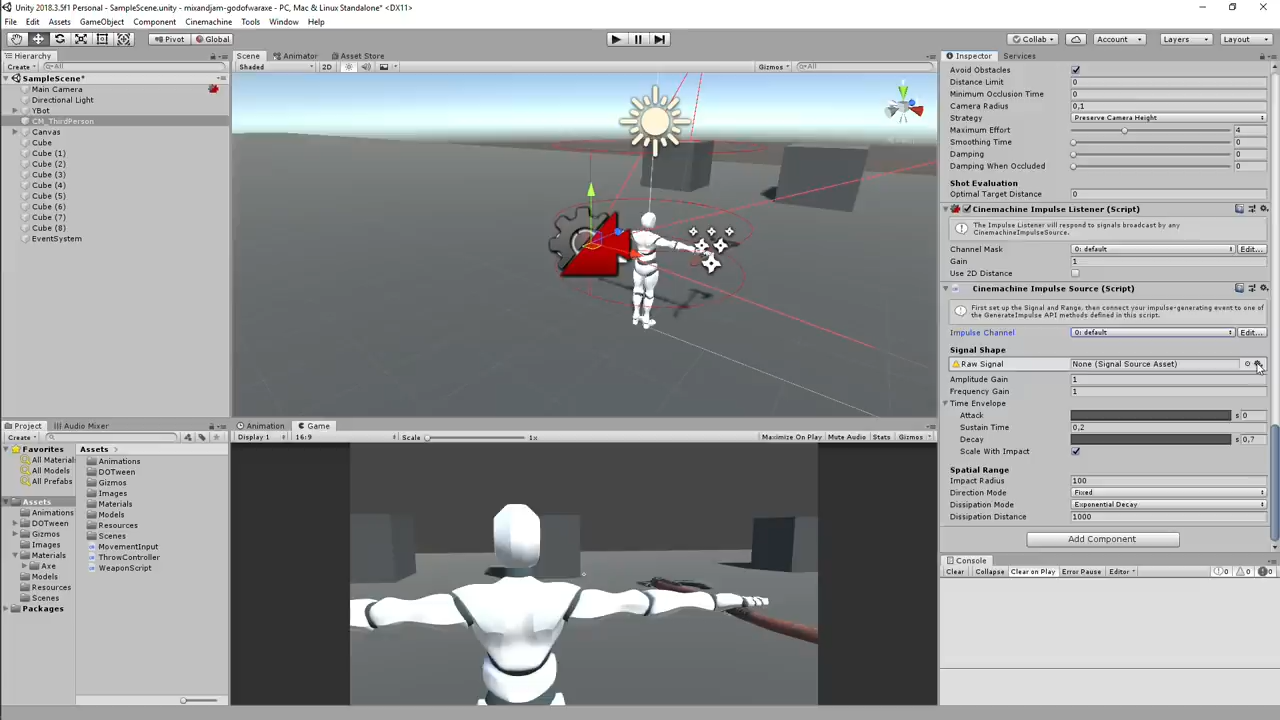 Unity 2018.3.5f1 Personal - SampleScene.unity - mixandjam-godofwaraxe - PC, Mac & Linux Standalone* <DX11>
File Edit Assets GameObject Component Cinemachine Tools Window Help
Pivot Global Collab Account Layers Layout
Hierarchy
Create All
SampleScene*
Main Camera
Directional Light
YBot
CM_ThirdPerson
Canvas
Cube
Cube (1)
Cube (2)
Cube (3)
Cube (4)
Cube (5)
Cube (6)
Cube (7)
Cube (8)
EventSystem
Scene Animator Asset Store
Shaded 2D Gizmos All
Project Audio Mixer
Create
Favorites
All Material
All Models
All Prefabs
Assets
Animations
DOTween
Gizmos
Images
Materials
Axe
Models
Resources
Scenes
Packages
Assets
Animations
DOTween
Gizmos
Images
Materials
Models
Resources
Scenes
MovementInput
ThrowController
WeaponScript
Animation Game
Display 1 16:9 Scale 1x Maximize On Play Mute Audio Stats Gizmos
Inspector Services
Avoid Obstacles
Distance Limit 0
Minimum Occlusion Time 0
Camera Radius 0,1
Strategy Preserve Camera Height
Maximum Effort 4
Smoothing Time 0
Damping 0
Damping When Occluded 0
Shot Evaluation
Optimal Target Distance 0
Cinemachine Impulse Listener (Script)
The Impulse Listener will respond to signals broadcast by any
CinemachineImpulseSource.
Channel Mask 0: default Edit...
Gain 1
Use 2D Distance
Cinemachine Impulse Source (Script)
First set up the Signal and Range, then connect your impulse-generating event to one of
the GenerateImpulse API methods defined in this script.
Impulse Channel 0: default Edit...
Signal Shape
Raw Signal None (Signal Source Asset)
Amplitude Gain 1
Frequency Gain 1
Time Envelope
Attack s 0
Sustain Time 0,2
Decay s 0,7
Scale With Impact
Spatial Range
Impact Radius 100
Direction Mode Fixed
Dissipation Mode Exponential Decay
Dissipation Distance 1000
Add Component
Console
Clear Collapse Clear on Play Error Pause Editor 0 0 0